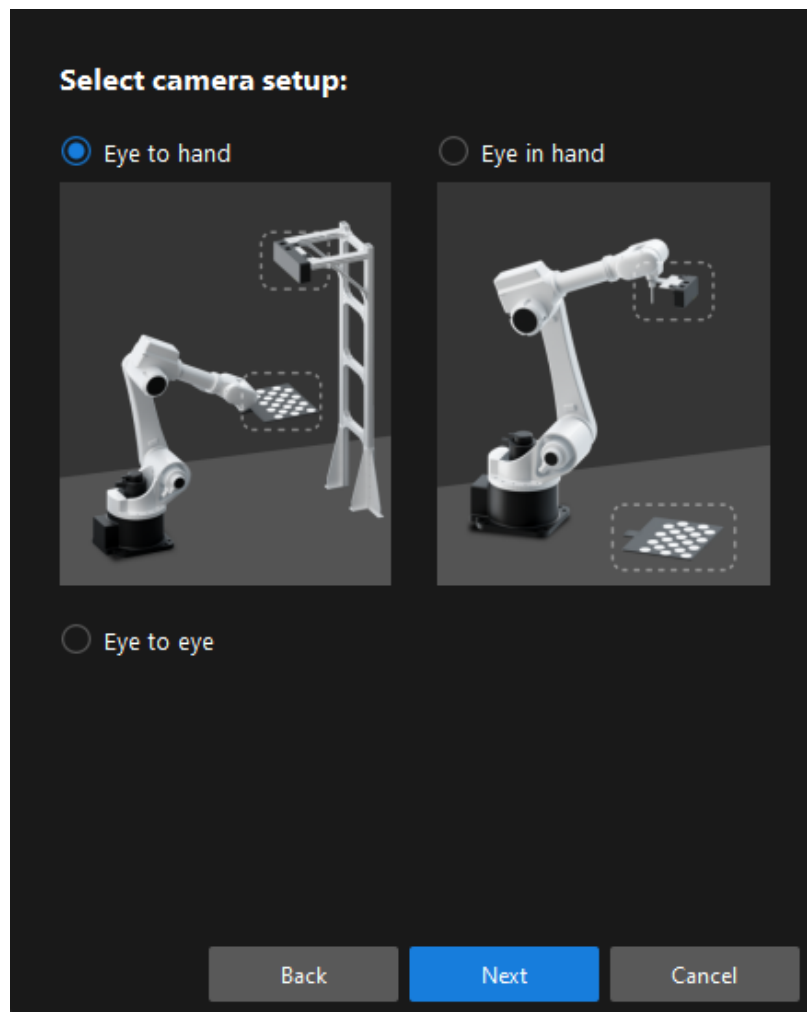 Select camera setup:
Eye to hand
Eye in hand
Eye to eye
Back
Next
Cancel